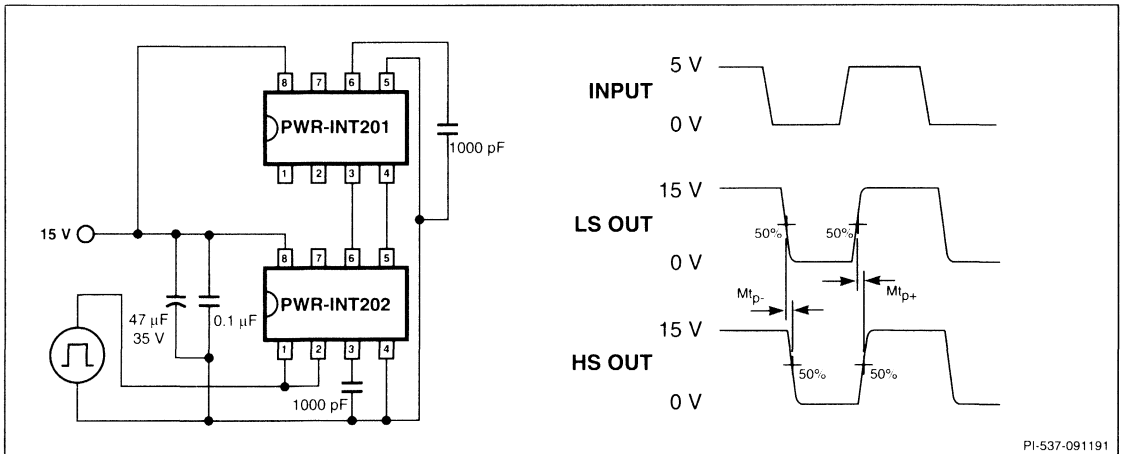 8 7 6 5
PWR-INT201
1 2 3 4
1000 pF
15 V
8 7 6 5
PWR-INT202
1 2 3 4
47 µF
35 V
0.1 µF
1000 pF
INPUT
5 V
0 V
LS OUT
15 V
50% 50%
0 V
Mtp- Mtp+
HS OUT
15 V
50% 50%
0 V
PI-537-091191